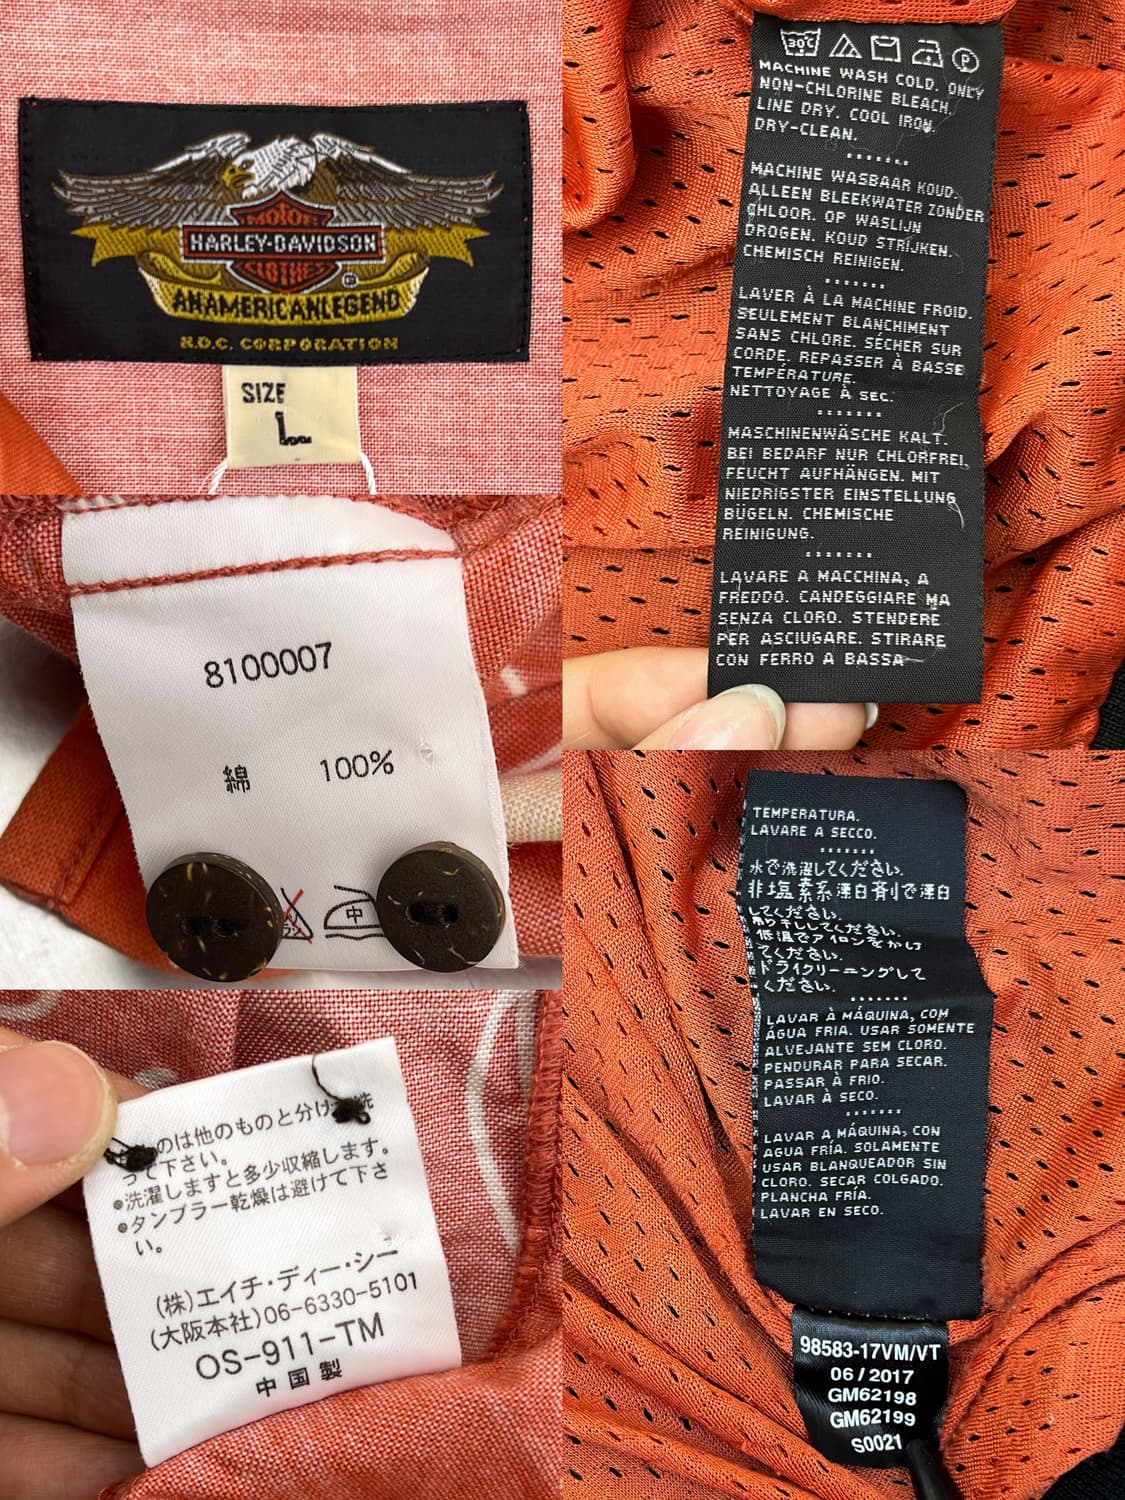 MOTOR
HARLEY-DAVIDSON
CLOTHES
®
AN AMERICAN LEGEND
H.D.C. CORPORATION
SIZE
L
8100007
綿 100%
中
のは他のものと分け 洗
って下さい。
●洗濯しますと多少収縮します。
●タンブラー乾燥は避けて下さ
い。
(株)エイチ・ディー・シー
(大阪本社)06-6330-5101
OS-911-TM
中国製
30°C P
MACHINE WASH COLD. ONLY
NON-CHLORINE BLEACH.
LINE DRY. COOL IRON.
DRY-CLEAN.
MACHINE WASBAAR KOUD.
ALLEEN BLEEKWATER ZONDER
CHLOOR. OP WASLIJN
DROGEN. KOUD STRIJKEN.
CHEMISCH REINIGEN.
LAVER À LA MACHINE FROID.
SEULEMENT BLANCHIMENT
SANS CHLORE. SÉCHER SUR
CORDE. REPASSER À BASSE
TEMPÉRATURE.
NETTOYAGE À SEC.
MASCHINENWÄSCHE KALT.
BEI BEDARF NUR CHLORFREI,
FEUCHT AUFHÄNGEN. MIT
NIEDRIGSTER EINSTELLUNG
BÜGELN. CHEMISCHE
REINIGUNG.
LAVARE A MACCHINA, A
FREDDO. CANDEGGIARE MA
SENZA CLORO. STENDERE
PER ASCIUGARE. STIRARE
CON FERRO A BASSA
TEMPERATURA.
LAVARE A SECCO.
水で洗濯してください.
非塩素系漂白剤で漂白
してください.
吊り干ししてください.
低温でアイロンをかけ
てください.
ドライクリーニングして
ください.
LAVAR À MÁQUINA, COM
ÁGUA FRIA. USAR SOMENTE
ALVEJANTE SEM CLORO.
PENDURAR PARA SECAR.
PASSAR À FRIO.
LAVAR À SECO.
LAVAR A MÁQUINA, CON
AGUA FRÍA. SOLAMENTE
USAR BLANQUEADOR SIN
CLORO. SECAR COLGADO.
PLANCHA FRÍA.
LAVAR EN SECO.
98583-17VM/VT
06/2017
GM62198
GM62199
S0021